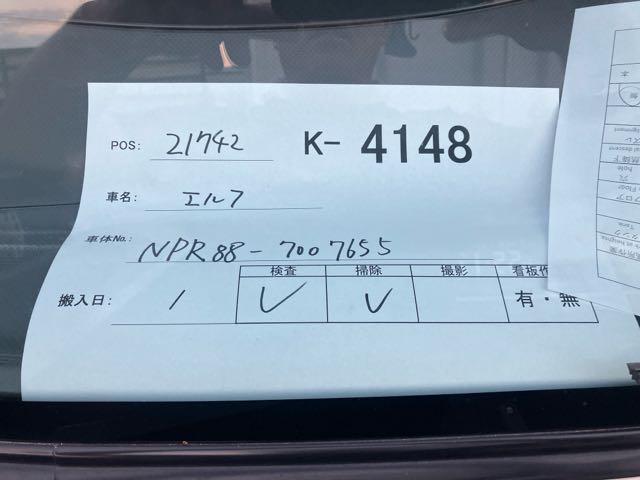 POS: 21742 K- 4148
車名: エルフ
車体No.: NPR88-7007655
検査 掃除 撮影 看板作
搬入日: 1 ✓ ✓ 有・無